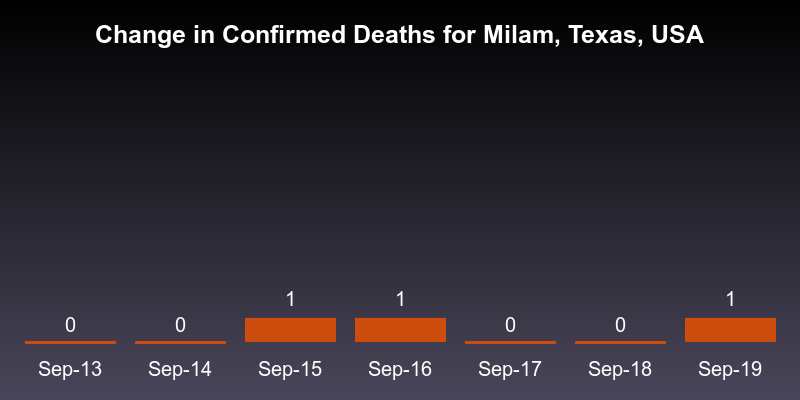 Change in Confirmed Deaths for Milam, Texas, USA
0 0 1 1 0 0 1
Sep-13 Sep-14 Sep-15 Sep-16 Sep-17 Sep-18 Sep-19